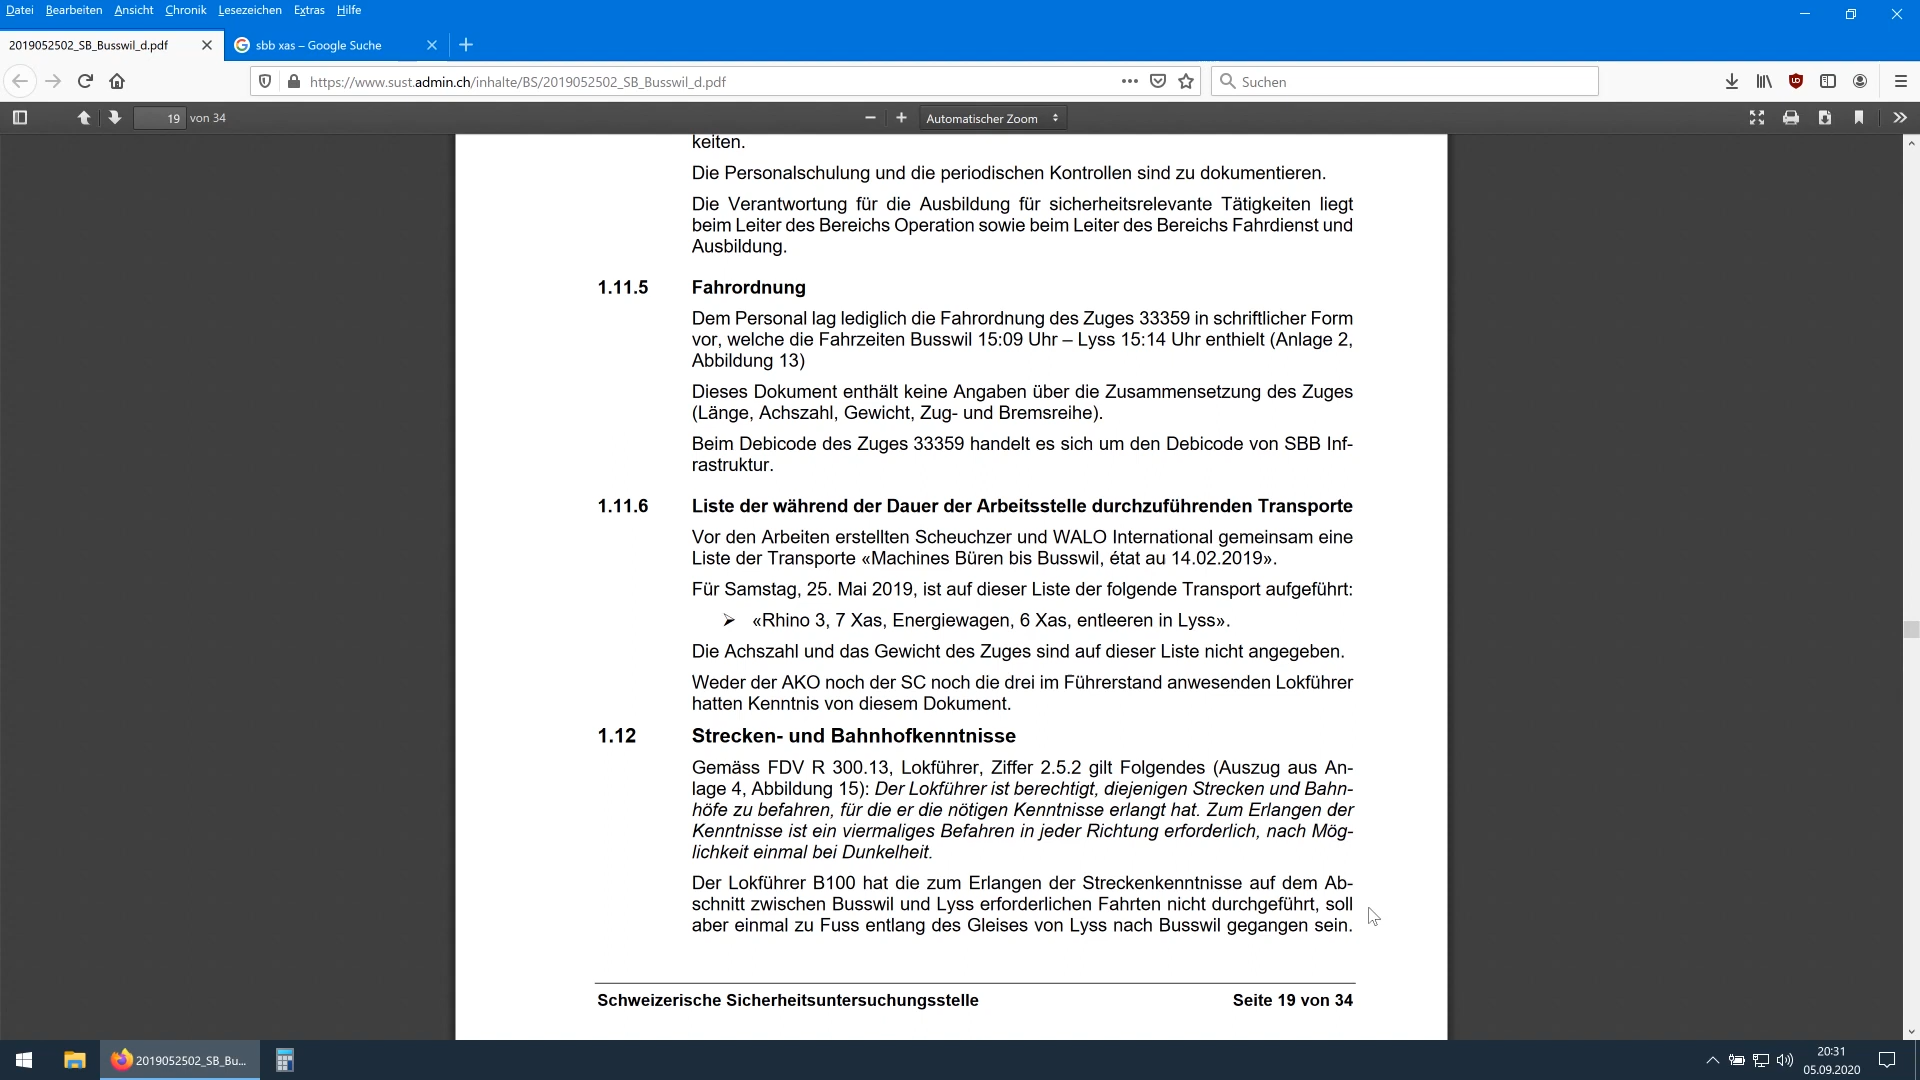 Datei Bearbeiten Ansicht Chronik Lesezeichen Extras Hilfe
2019052502_SB_Busswil_d.pdf
sbb xas – Google Suche
https://www.sust.admin.ch/inhalte/BS/2019052502_SB_Busswil_d.pdf
Suchen
19 von 34
Automatischer Zoom
keiten.
Die Personalschulung und die periodischen Kontrollen sind zu dokumentieren.
Die Verantwortung für die Ausbildung für sicherheitsrelevante Tätigkeiten liegt
beim Leiter des Bereichs Operation sowie beim Leiter des Bereichs Fahrdienst und
Ausbildung.
1.11.5 Fahrordnung
Dem Personal lag lediglich die Fahrordnung des Zuges 33359 in schriftlicher Form
vor, welche die Fahrzeiten Busswil 15:09 Uhr – Lyss 15:14 Uhr enthielt (Anlage 2,
Abbildung 13)
Dieses Dokument enthält keine Angaben über die Zusammensetzung des Zuges
(Länge, Achszahl, Gewicht, Zug- und Bremsreihe).
Beim Debicode des Zuges 33359 handelt es sich um den Debicode von SBB Inf-
rastruktur.
1.11.6 Liste der während der Dauer der Arbeitsstelle durchzuführenden Transporte
Vor den Arbeiten erstellten Scheuchzer und WALO International gemeinsam eine
Liste der Transporte «Machines Büren bis Busswil, état au 14.02.2019».
Für Samstag, 25. Mai 2019, ist auf dieser Liste der folgende Transport aufgeführt:
➢ «Rhino 3, 7 Xas, Energiewagen, 6 Xas, entleeren in Lyss».
Die Achszahl und das Gewicht des Zuges sind auf dieser Liste nicht angegeben.
Weder der AKO noch der SC noch die drei im Führerstand anwesenden Lokführer
hatten Kenntnis von diesem Dokument.
1.12 Strecken- und Bahnhofkenntnisse
Gemäss FDV R 300.13, Lokführer, Ziffer 2.5.2 gilt Folgendes (Auszug aus An-
lage 4, Abbildung 15): Der Lokführer ist berechtigt, diejenigen Strecken und Bahn-
höfe zu befahren, für die er die nötigen Kenntnisse erlangt hat. Zum Erlangen der
Kenntnisse ist ein viermaliges Befahren in jeder Richtung erforderlich, nach Mög-
lichkeit einmal bei Dunkelheit.
Der Lokführer B100 hat die zum Erlangen der Streckenkenntnisse auf dem Ab-
schnitt zwischen Busswil und Lyss erforderlichen Fahrten nicht durchgeführt, soll
aber einmal zu Fuss entlang des Gleises von Lyss nach Busswil gegangen sein.
Schweizerische Sicherheitsuntersuchungsstelle Seite 19 von 34
2019052502_SB_Bu...
20:31
05.09.2020